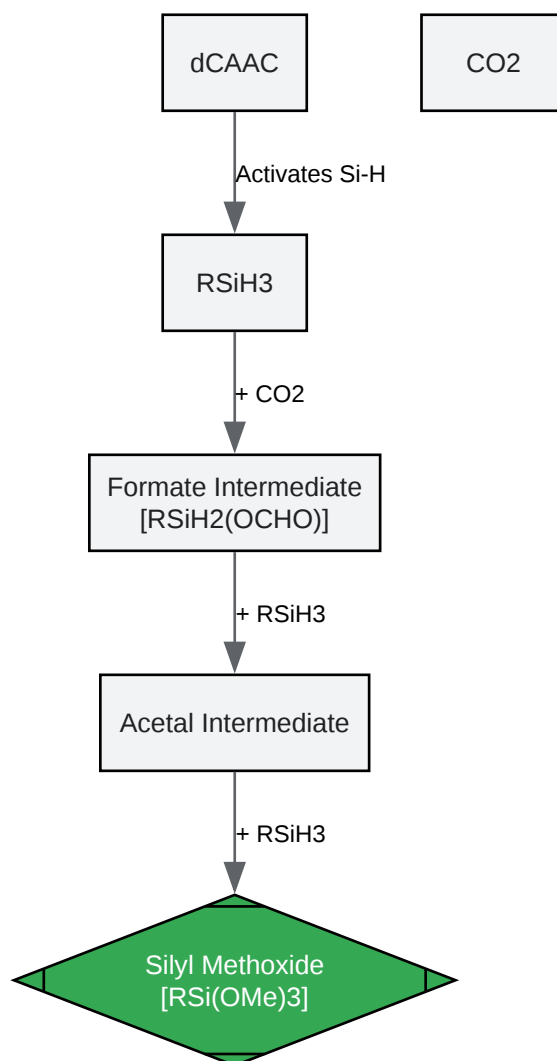 dCAAC
CO2
Activates Si-H
RSiH3
+ CO2
Formate Intermediate
[RSiH2(OCHO)]
+ RSiH3
Acetal Intermediate
+ RSiH3
Silyl Methoxide
[RSi(OMe)3]